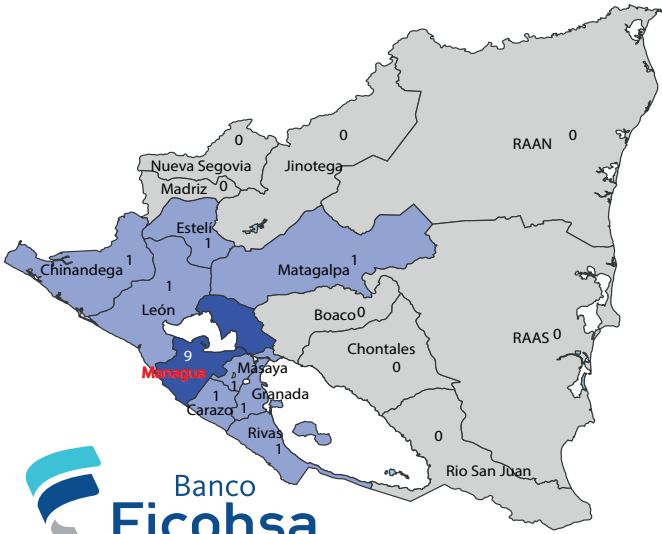 0
0
RAAN 0
Nueva Segovia
Jinotega
Madriz 0
Estelí
1
Chinandega 1
1
Matagalpa
1
León
Boaco 0
RAAS 0
9
Managua
Masaya
1
Chontales
0
1
Carazo
Granada
1
Rivas
1
0
Rio San Juan
Banco
Ficohsa